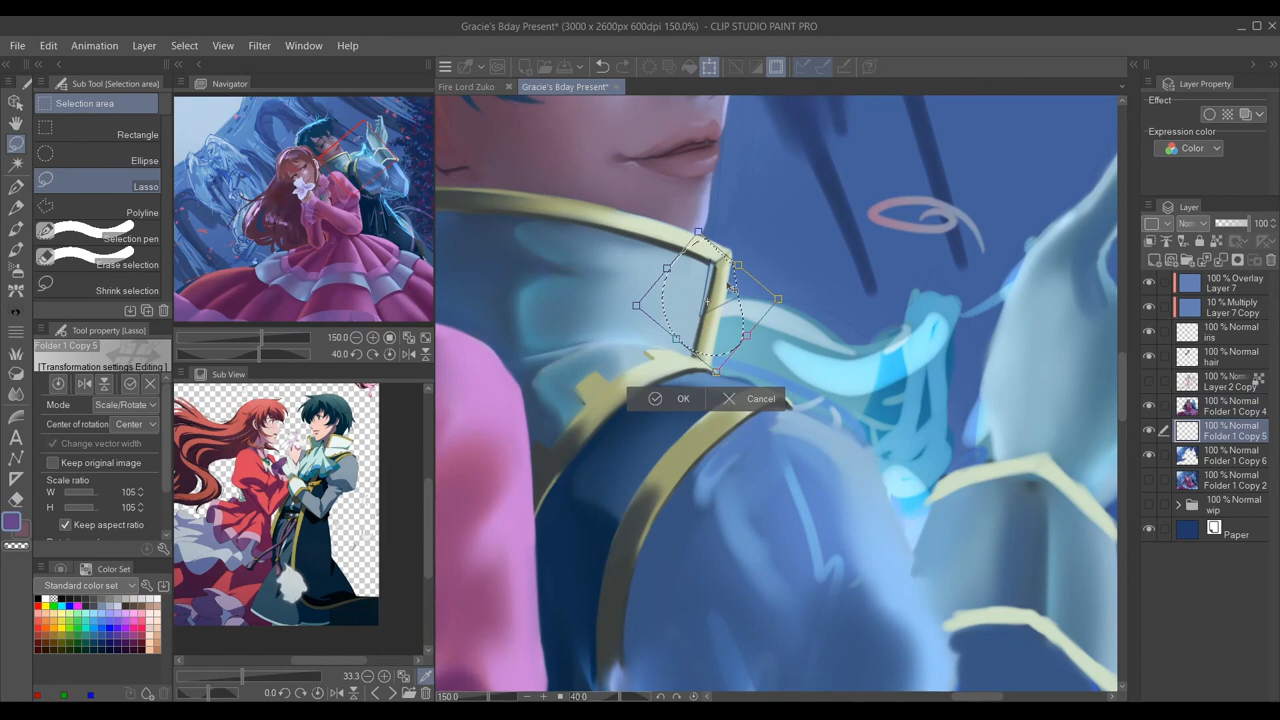 Gracie's Bday Present* (3000 x 2600px 600dpi 150.0%) - CLIP STUDIO PAINT PRO
File Edit Animation Layer Select View Filter Window Help
Sub Tool [Selection area]
Selection area
Rectangle
Ellipse
Lasso
Polyline
Selection pen
Erase selection
Shrink selection
Tool property [Lasso]
Folder 1 Copy 5
[Transformation settings Editing ]
Mode Scale/Rotate
Center of rotation Center
Change vector width
Keep original image
Scale ratio
W 105
H 105
Keep aspect ratio
Color Set
Standard color set
Navigator
150.0
40.0
Sub View
33.3
0.0
Fire Lord Zuko
Gracie's Bday Present*
OK Cancel
150.0 40.0
Layer Property
Effect
Expression color
Color
Layer
100
100 % Overlay
Layer 7
10 % Multiply
Layer 7 Copy
100 % Normal
iris
100 % Normal
hair
Layer 2 Copy
100 % Normal
Folder 1 Copy 4
100 % Normal
Folder 1 Copy 5
100 % Normal
Folder 1 Copy 6
100 % Normal
Folder 1 Copy 2
100 % Normal
wip
Paper